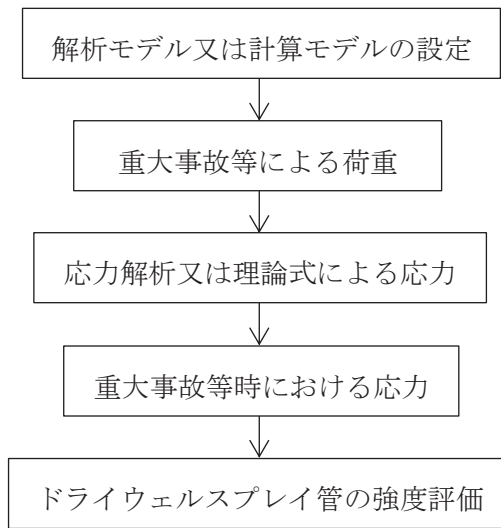 解析モデル又は計算モデルの設定
重大事故等による荷重
応力解析又は理論式による応力
重大事故等時における応力
ドライウェルスプレイ管の強度評価